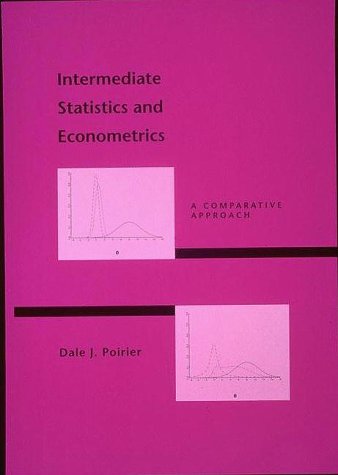 Intermediate
Statistics and
Econometrics
A COMPARATIVE
APPROACH
Dale J. Poirier